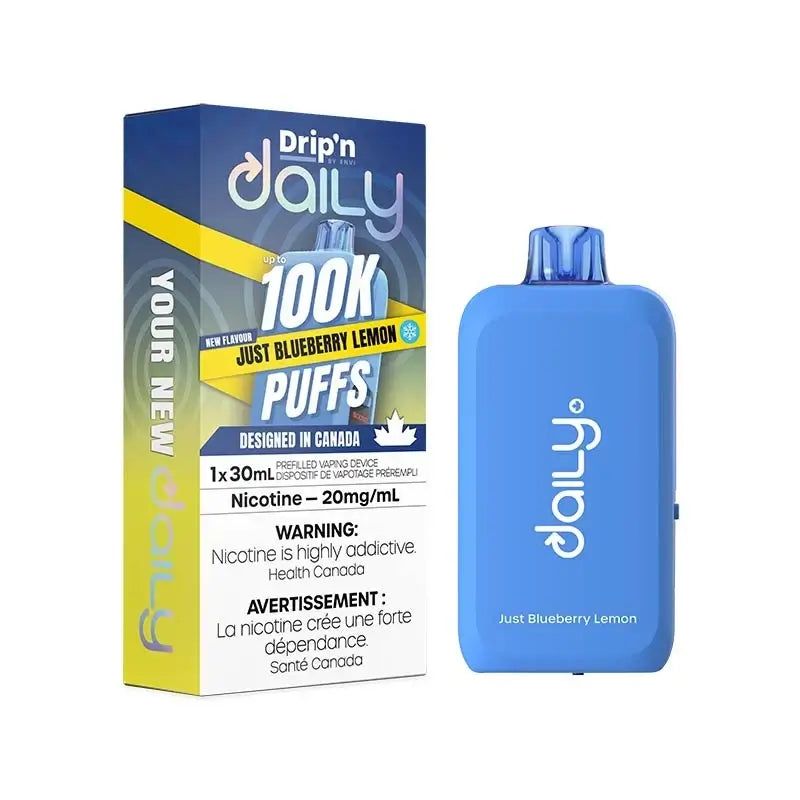 Drip'n
BY ENVI
daily
up to
100K
NEW FLAVOUR
JUST BLUEBERRY LEMON
PUFFS
DESIGNED IN CANADA
1x30mL PREFILLED VAPING DEVICE
DISPOSITIF DE VAPOTAGE PRÉREMPLI
Nicotine – 20mg/mL
WARNING:
Nicotine is highly addictive.
Health Canada
AVERTISSEMENT :
La nicotine crée une forte
dépendance.
Santé Canada
YOUR NEW daily
daily
Just Blueberry Lemon